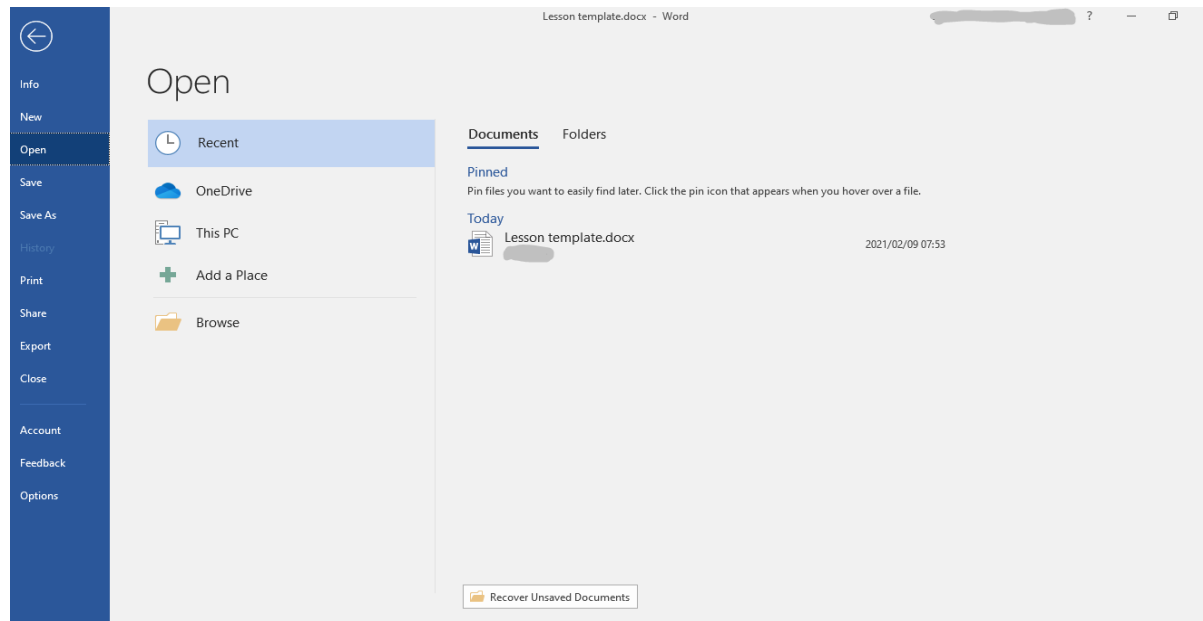 Lesson template.docx - Word
?
Info
New
Open
Save
Save As
History
Print
Share
Export
Close
Account
Feedback
Options
Open
Recent
OneDrive
This PC
Add a Place
Browse
Documents Folders
Pinned
Pin files you want to easily find later. Click the pin icon that appears when you hover over a file.
Today
Lesson template.docx
2021/02/09 07:53
Recover Unsaved Documents